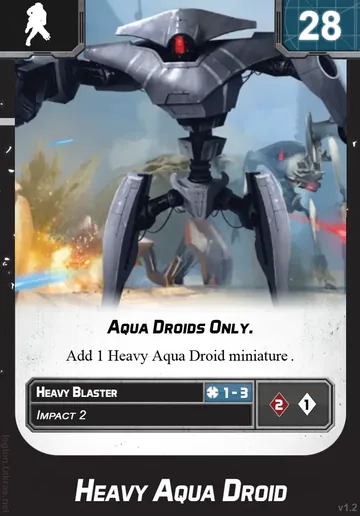 28
AQUA DROIDS ONLY.
Add 1 Heavy Aqua Droid miniature .
HEAVY BLASTER 1 - 3 2 1
IMPACT 2
HEAVY AQUA DROID
v1.2